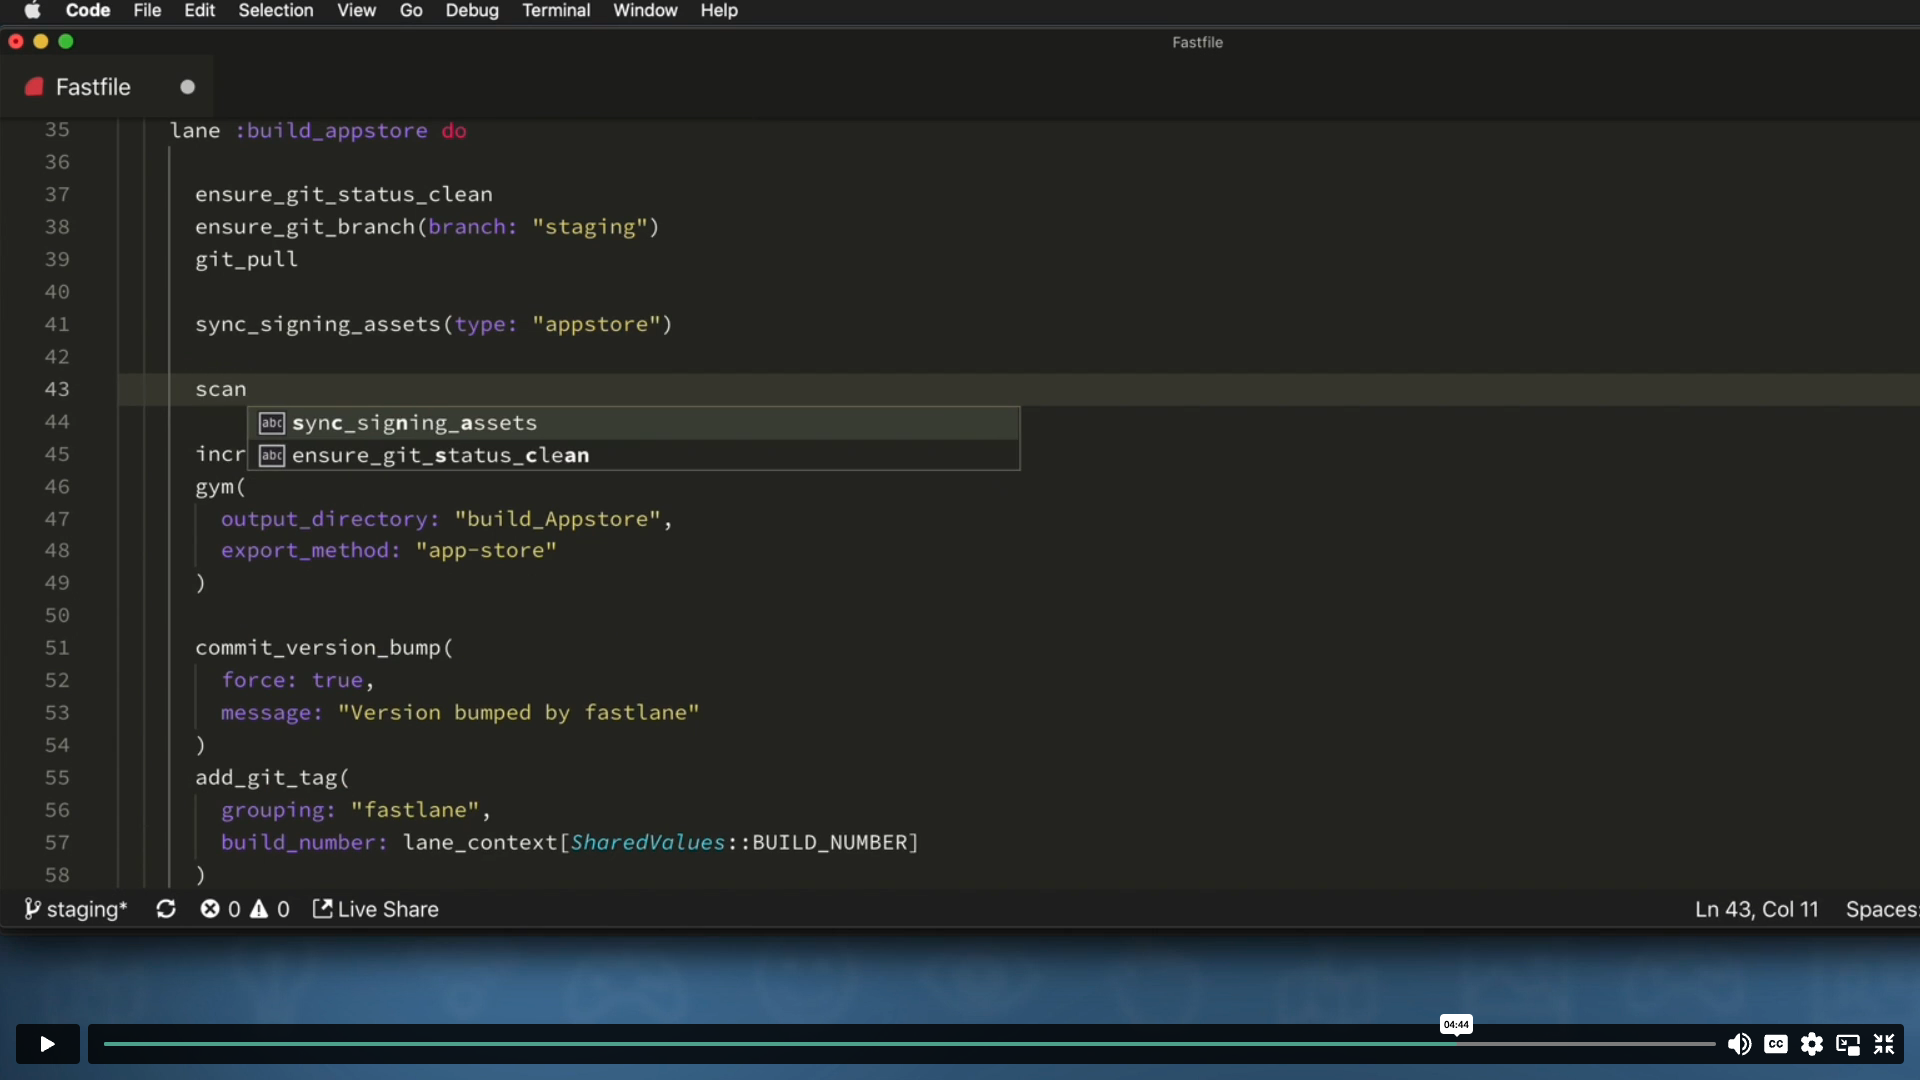 Code File Edit Selection View Go Debug Terminal Window Help
Fastfile
Fastfile
35 lane :build_appstore do
36
37 ensure_git_status_clean
38 ensure_git_branch(branch: "staging")
39 git_pull
40
41 sync_signing_assets(type: "appstore")
42
43 scan
44 abc sync_signing_assets
45 incr abc ensure_git_status_clean
46 gym(
47 output_directory: "build_Appstore",
48 export_method: "app-store"
49 )
50
51 commit_version_bump(
52 force: true,
53 message: "Version bumped by fastlane"
54 )
55 add_git_tag(
56 grouping: "fastlane",
57 build_number: lane_context[SharedValues::BUILD_NUMBER]
58 )
staging* 0 0 Live Share Ln 43, Col 11 Spaces:
04:44
CC